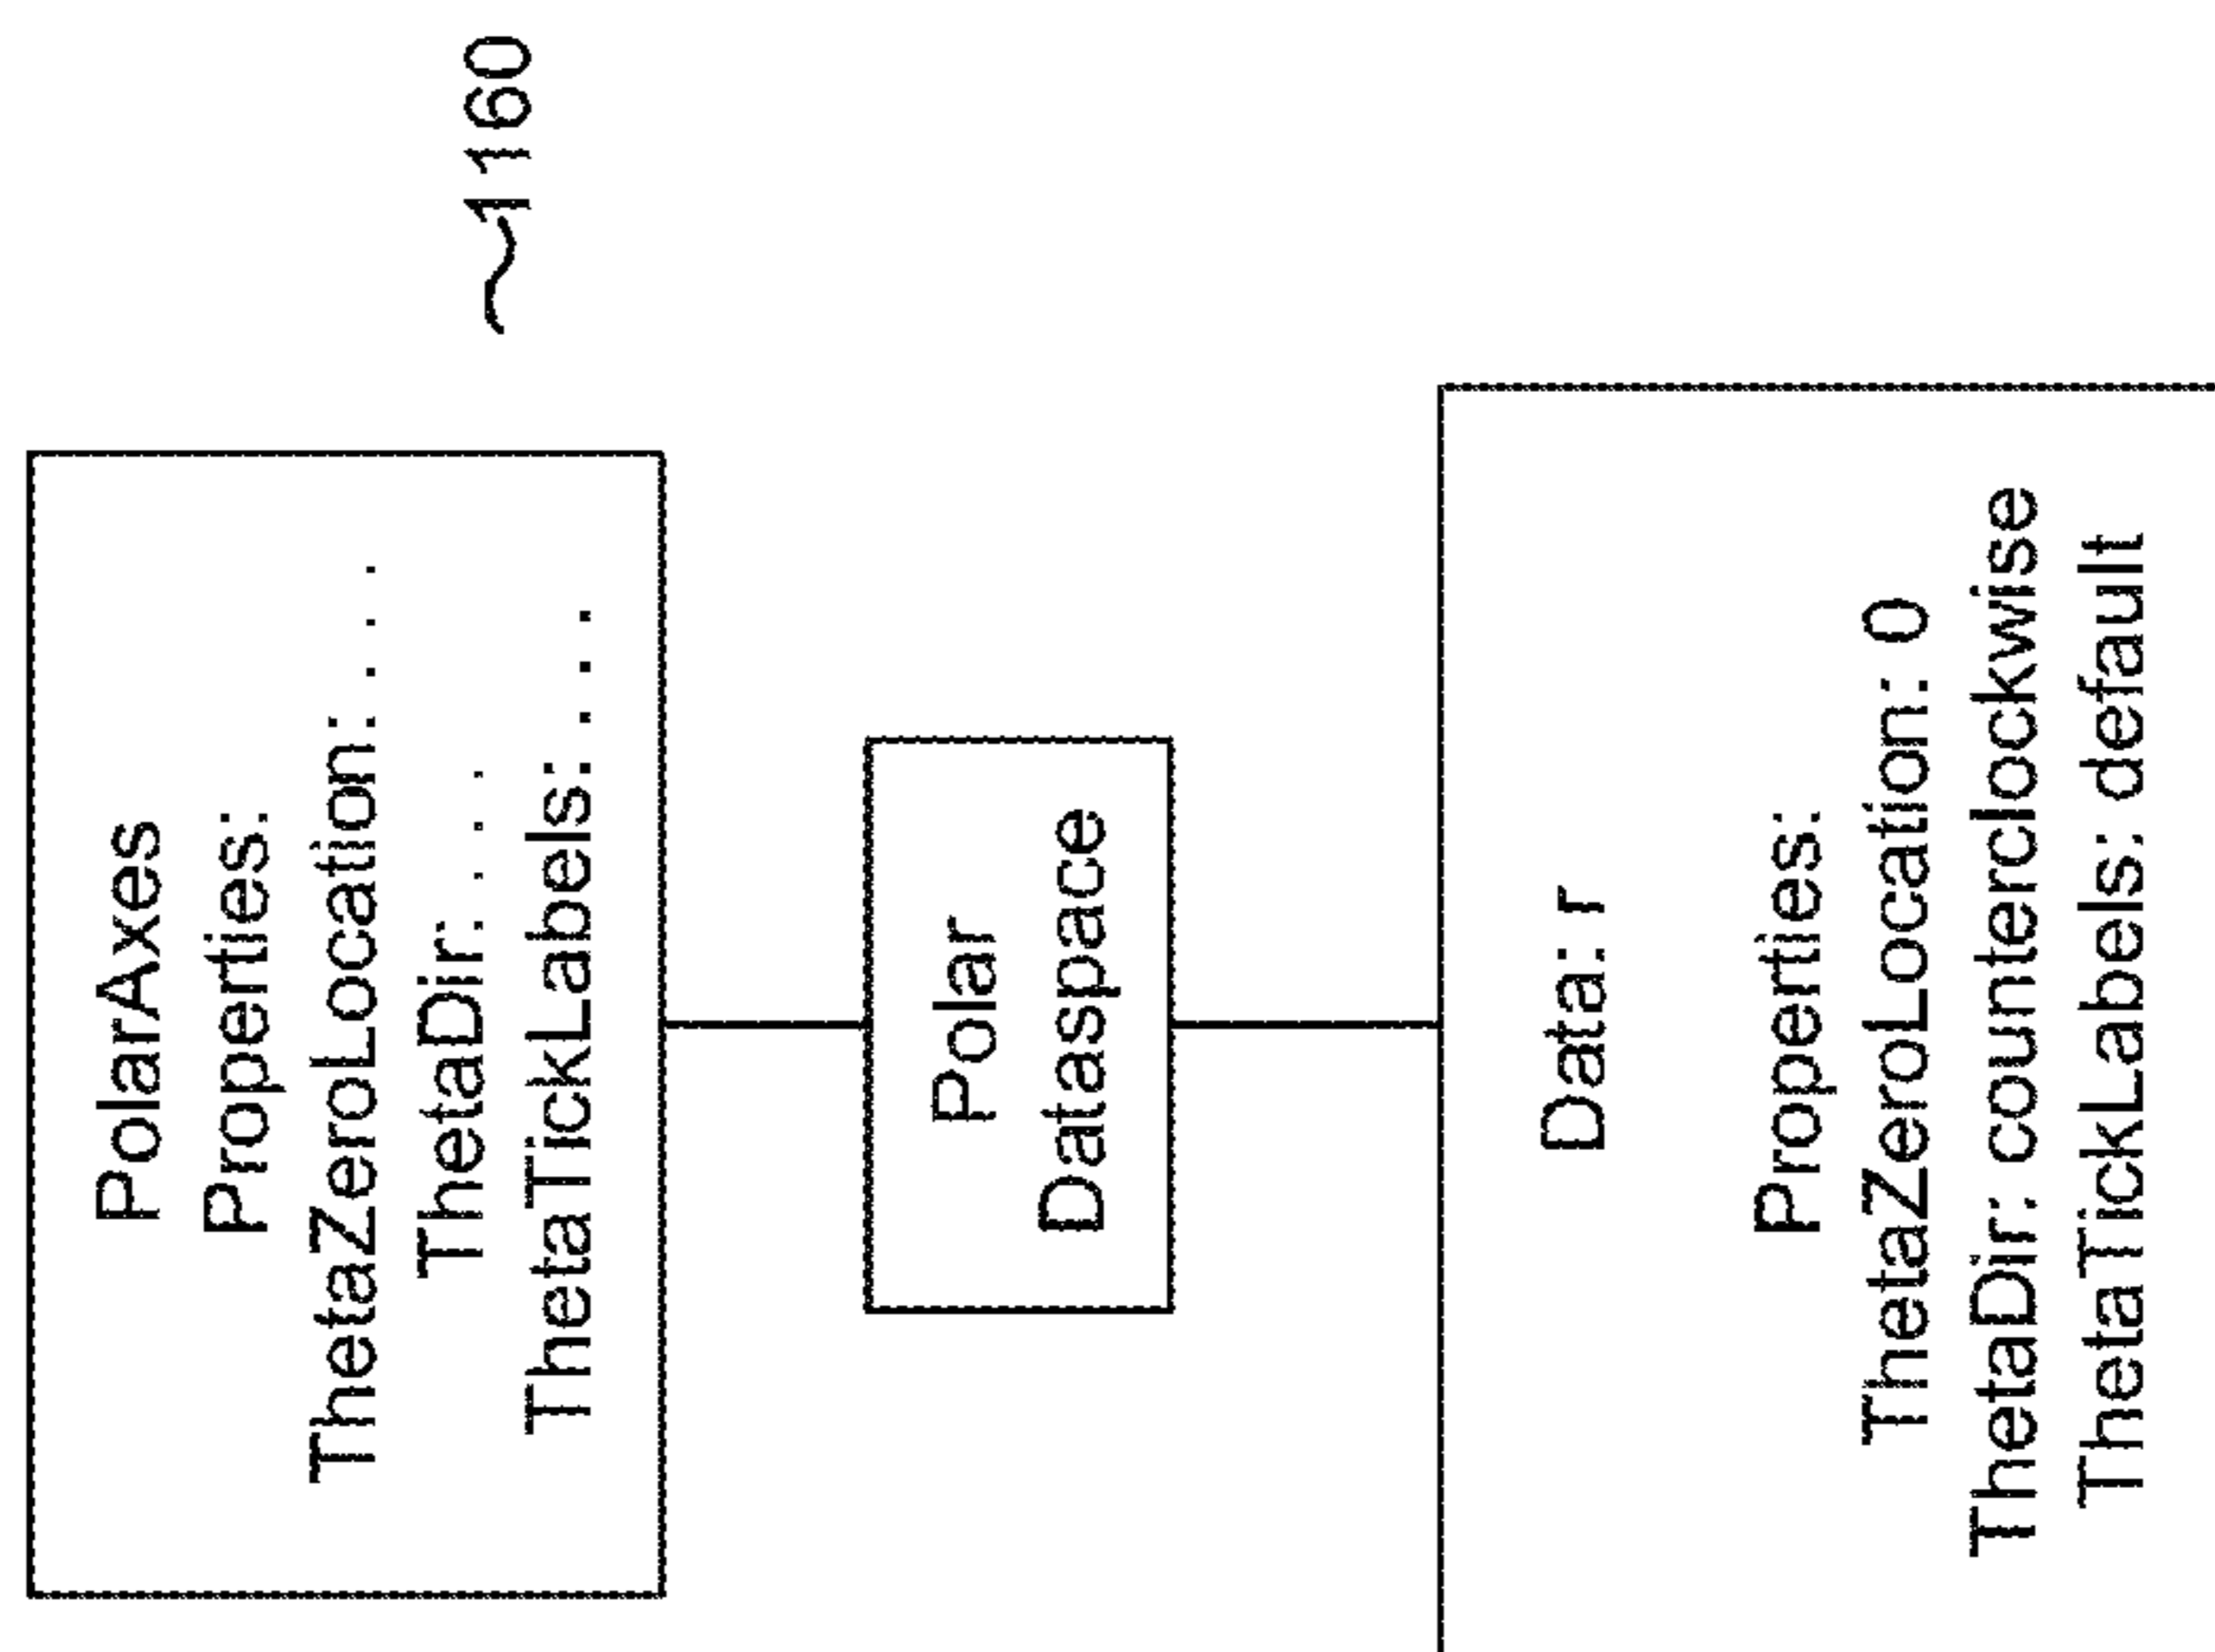 PolarAxes
Properties:
ThetaZeroLocation: . . .
ThetaDir: . . .
ThetaTickLabels: . . .
1160
Polar
Dataspace
Data: r
Properties:
ThetaZeroLocation: 0
ThetaDir: counterclockwise
ThetaTickLabels: default